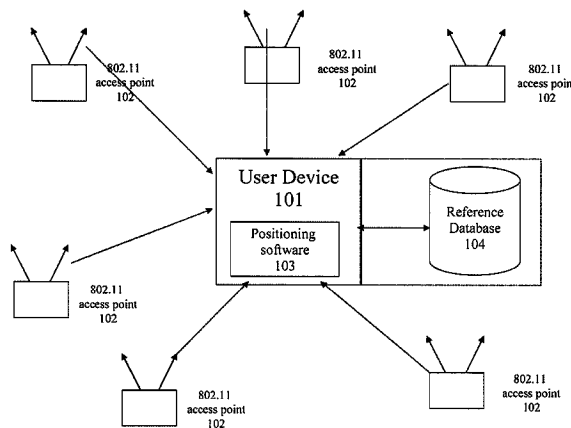 802.11
access point
102
802.11
access point
102
802.11
access point
102
User Device
101
Positioning
software
103
Reference
Database
104
802.11
access point
102
802.11
access point
102
802.11
access point
102